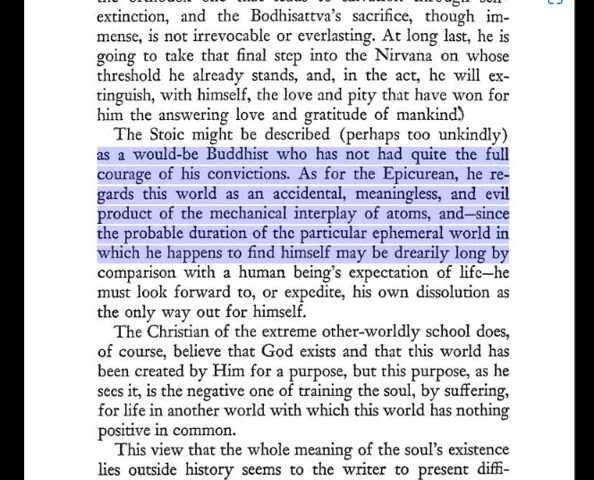 the orthodox one that leads to salvation through self-
extinction, and the Bodhisattva's sacrifice, though im-
mense, is not irrevocable or everlasting. At long last, he is
going to take that final step into the Nirvana on whose
threshold he already stands, and, in the act, he will ex-
tinguish, with himself, the love and pity that have won for
him the answering love and gratitude of mankind.)
The Stoic might be described (perhaps too unkindly)
as a would-be Buddhist who has not had quite the full
courage of his convictions. As for the Epicurean, he re-
gards this world as an accidental, meaningless, and evil
product of the mechanical interplay of atoms, and—since
the probable duration of the particular ephemeral world in
which he happens to find himself may be drearily long by
comparison with a human being's expectation of life—he
must look forward to, or expedite, his own dissolution as
the only way out for himself.
The Christian of the extreme other-worldly school does,
of course, believe that God exists and that this world has
been created by Him for a purpose, but this purpose, as he
sees it, is the negative one of training the soul, by suffering,
for life in another world with which this world has nothing
positive in common.
This view that the whole meaning of the soul's existence
lies outside history seems to the writer to present diffi-